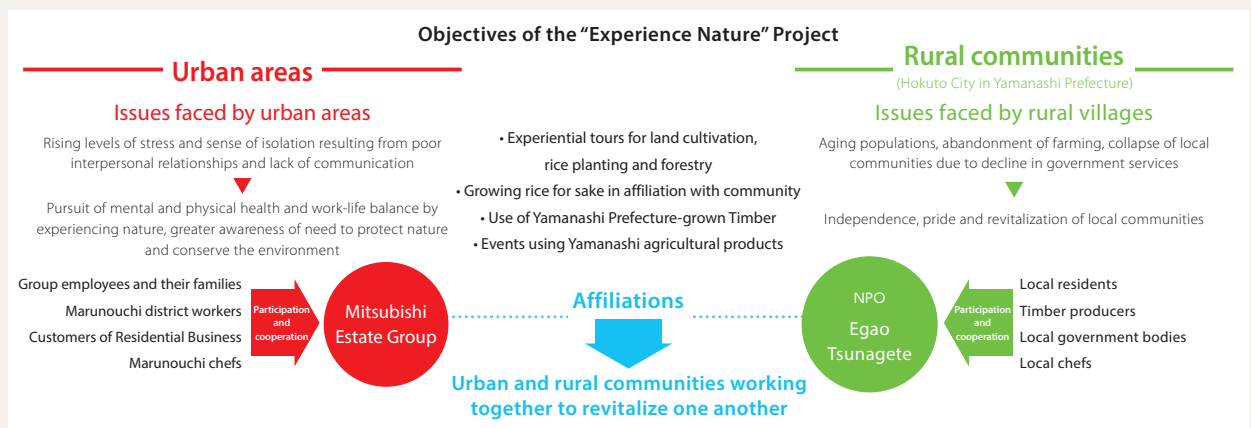 Objectives of the “Experience Nature” Project
Urban areas
Issues faced by urban areas
Rising levels of stress and sense of isolation resulting from poor
interpersonal relationships and lack of communication
Pursuit of mental and physical health and work-life balance by
experiencing nature, greater awareness of need to protect nature
and conserve the environment
Group employees and their families
Marunouchi district workers
Customers of Residential Business
Marunouchi chefs
Participation
and
cooperation
Mitsubishi
Estate Group
• Experiential tours for land cultivation,
rice planting and forestry
• Growing rice for sake in affiliation with community
• Use of Yamanashi Prefecture-grown Timber
• Events using Yamanashi agricultural products
Affiliations
Urban and rural communities working
together to revitalize one another
Rural communities
(Hokuto City in Yamanashi Prefecture)
Issues faced by rural villages
Aging populations, abandonment of farming, collapse of local
communities due to decline in government services
Independence, pride and revitalization of local communities
NPO
Egao
Tsunagete
Participation
and
cooperation
Local residents
Timber producers
Local government bodies
Local chefs